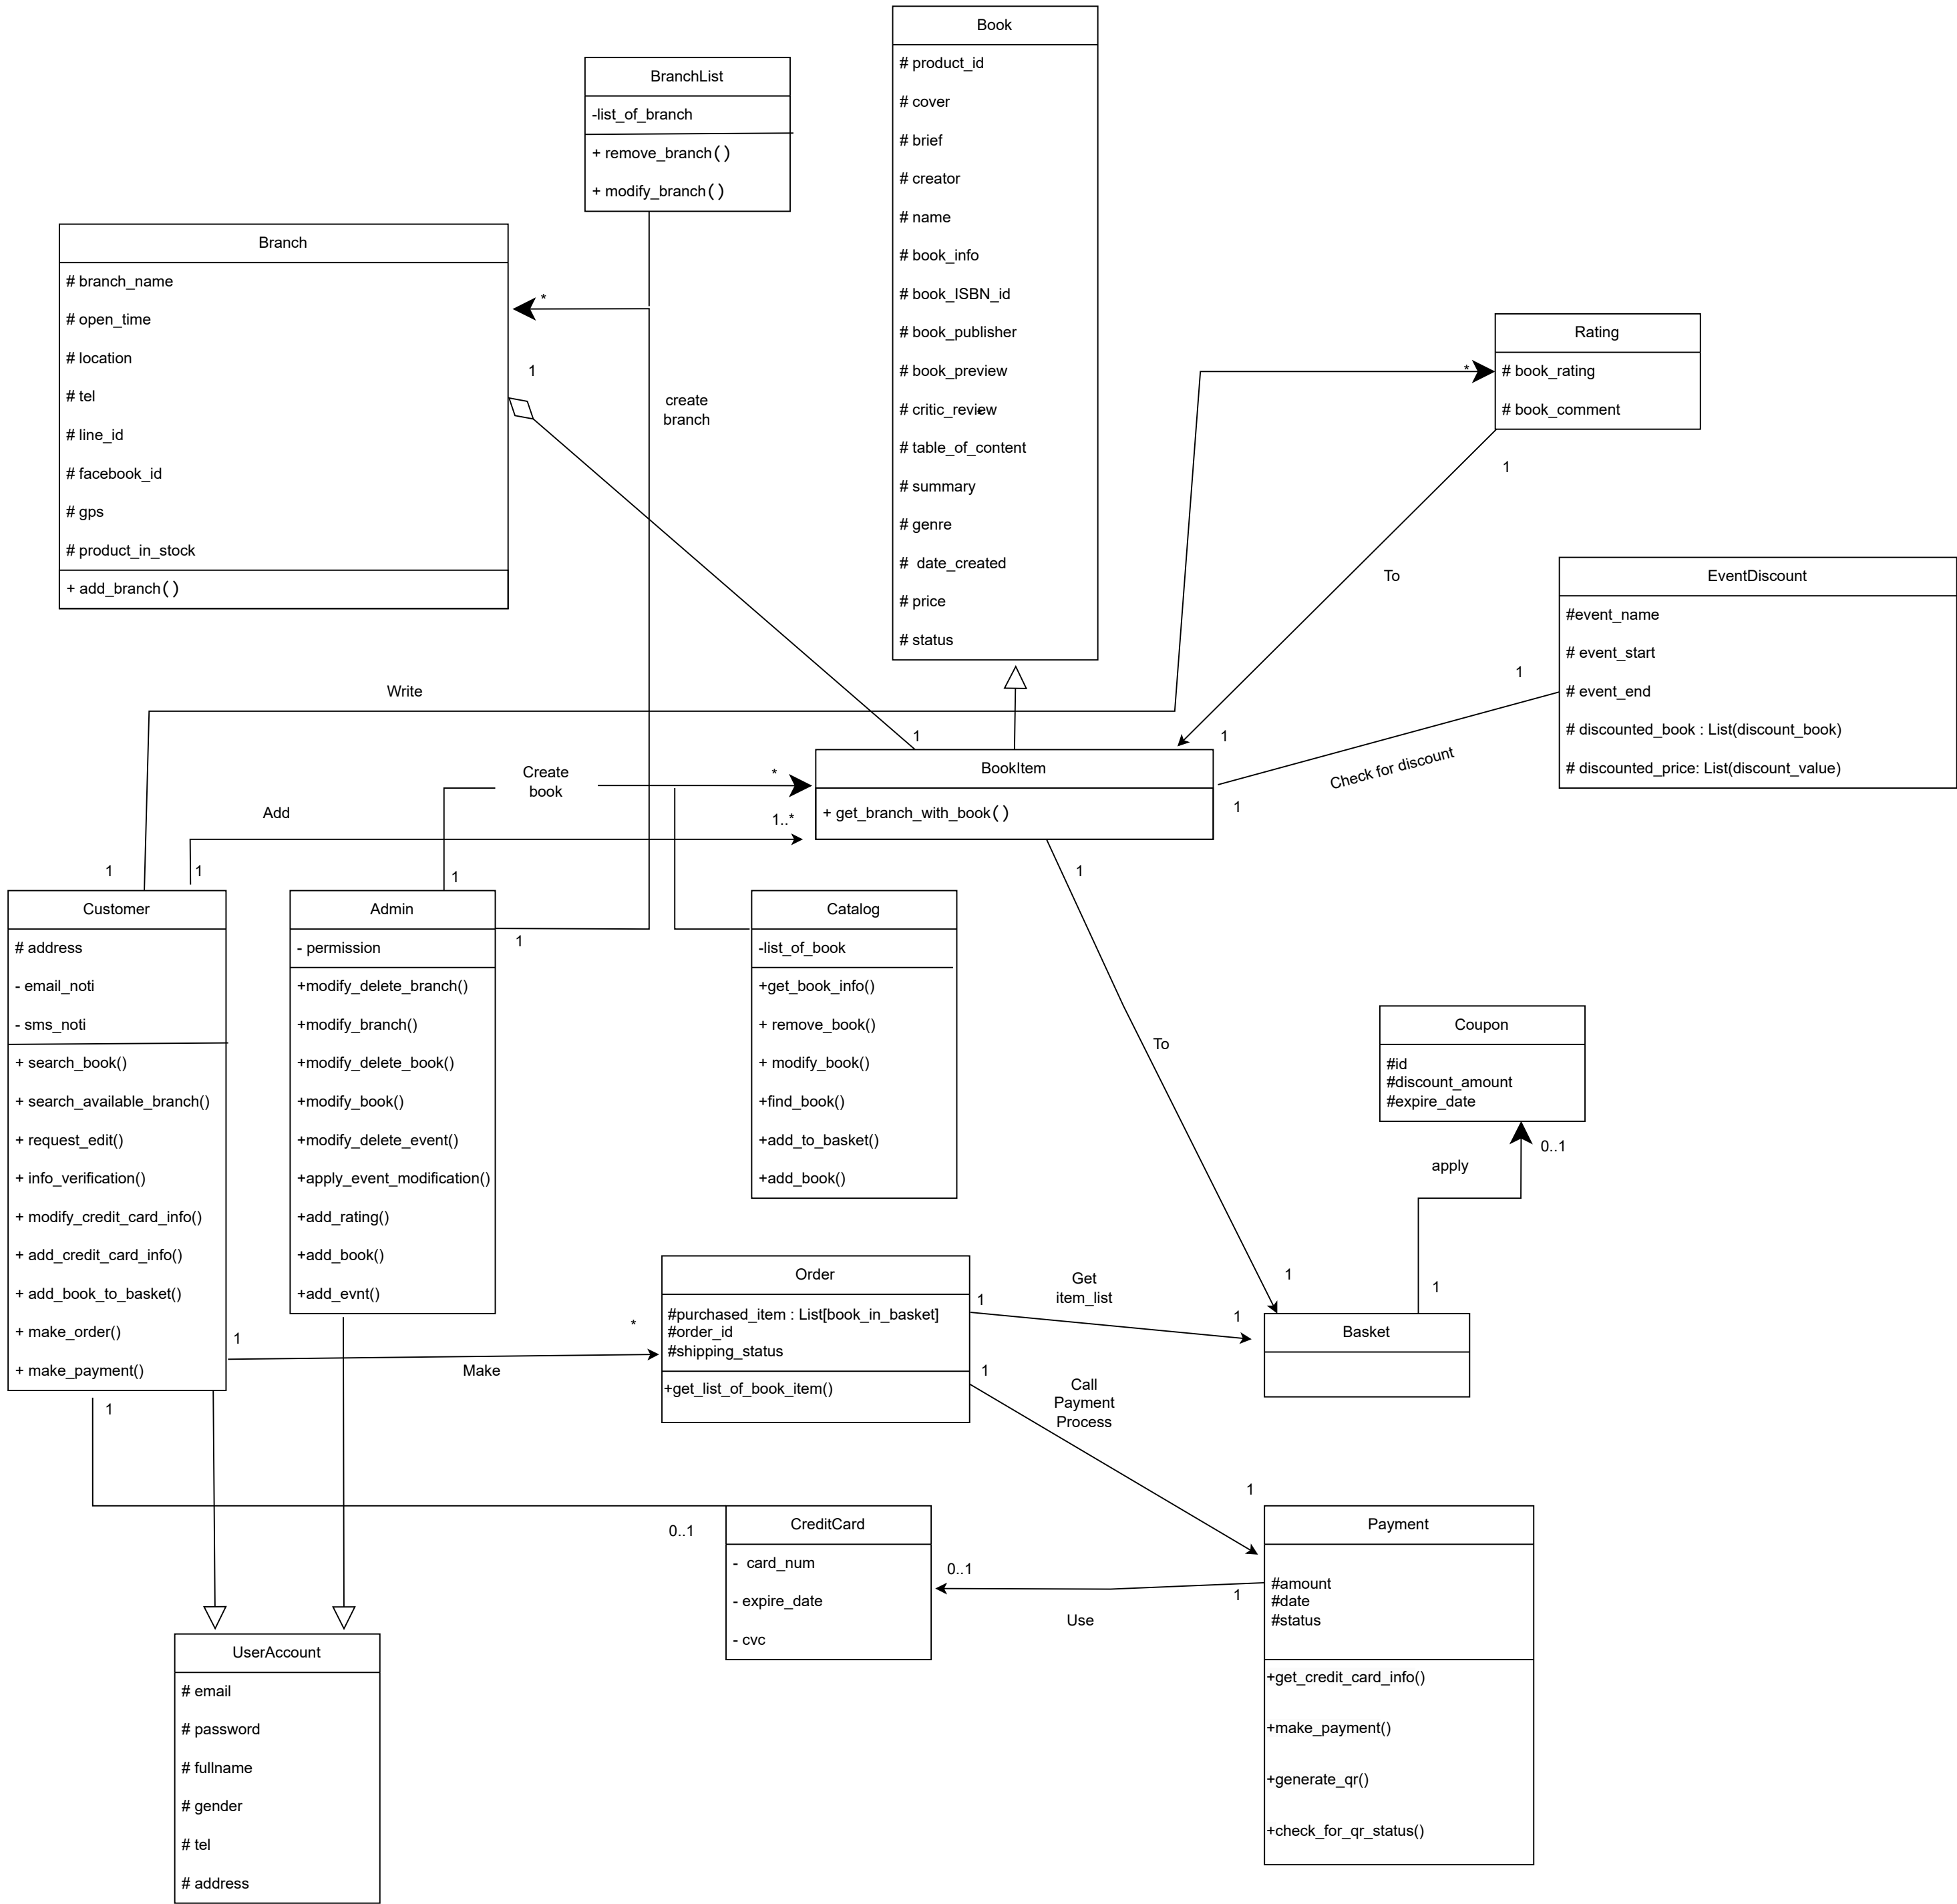 Book
# product_id
# cover
# brief
# creator
# name
# book_info
# book_ISBN_id
# book_publisher
# book_preview
# critic_review
*
# table_of_content
# summary
# genre
# date_created
# price
# status
BranchList
-list_of_branch
+ remove_branch()
+ modify_branch()
Branch
# branch_name
# open_time
# location
# tel
# line_id
# facebook_id
# gps
# product_in_stock
+ add_branch()
*
1
create
branch
Rating
# book_rating
# book_comment
*
1
To
EventDiscount
#event_name
# event_start
# event_end
# discounted_book : List(discount_book)
# discounted_price: List(discount_value)
1
Check for discount
1
Write
1
1
BookItem
+ get_branch_with_book()
Create
book
*
Add
1..*
1
1
1
1
1
Customer
# address
- email_noti
- sms_noti
+ search_book()
+ search_available_branch()
+ request_edit()
+ info_verification()
+ modify_credit_card_info()
+ add_credit_card_info()
+ add_book_to_basket()
+ make_order()
+ make_payment()
Admin
- permission
+modify_delete_branch()
+modify_branch()
+modify_delete_book()
+modify_book()
+modify_delete_event()
+apply_event_modification()
+add_rating()
+add_book()
+add_evnt()
1
Catalog
-list_of_book
+get_book_info()
+ remove_book()
+ modify_book()
+find_book()
+add_to_basket()
+add_book()
To
Coupon
#id
#discount_amount
#expire_date
0..1
apply
1
1
Order
#purchased_item : List[book_in_basket]
#order_id
#shipping_status
+get_list_of_book_item()
Get
item_list
1
1
Basket
1
*
Make
1
Call
Payment
Process
1
1
0..1
CreditCard
- card_num
- expire_date
- cvc
0..1
Use
1
Payment
#amount
#date
#status
+get_credit_card_info()
+make_payment()
+generate_qr()
+check_for_qr_status()
UserAccount
# email
# password
# fullname
# gender
# tel
# address